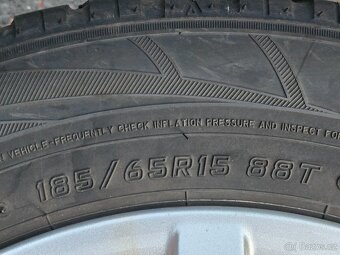 VEHICLE-FREQUENTLY CHECK INFLATION PRESSURE AND INSPECT FOR
185/65R15 88T